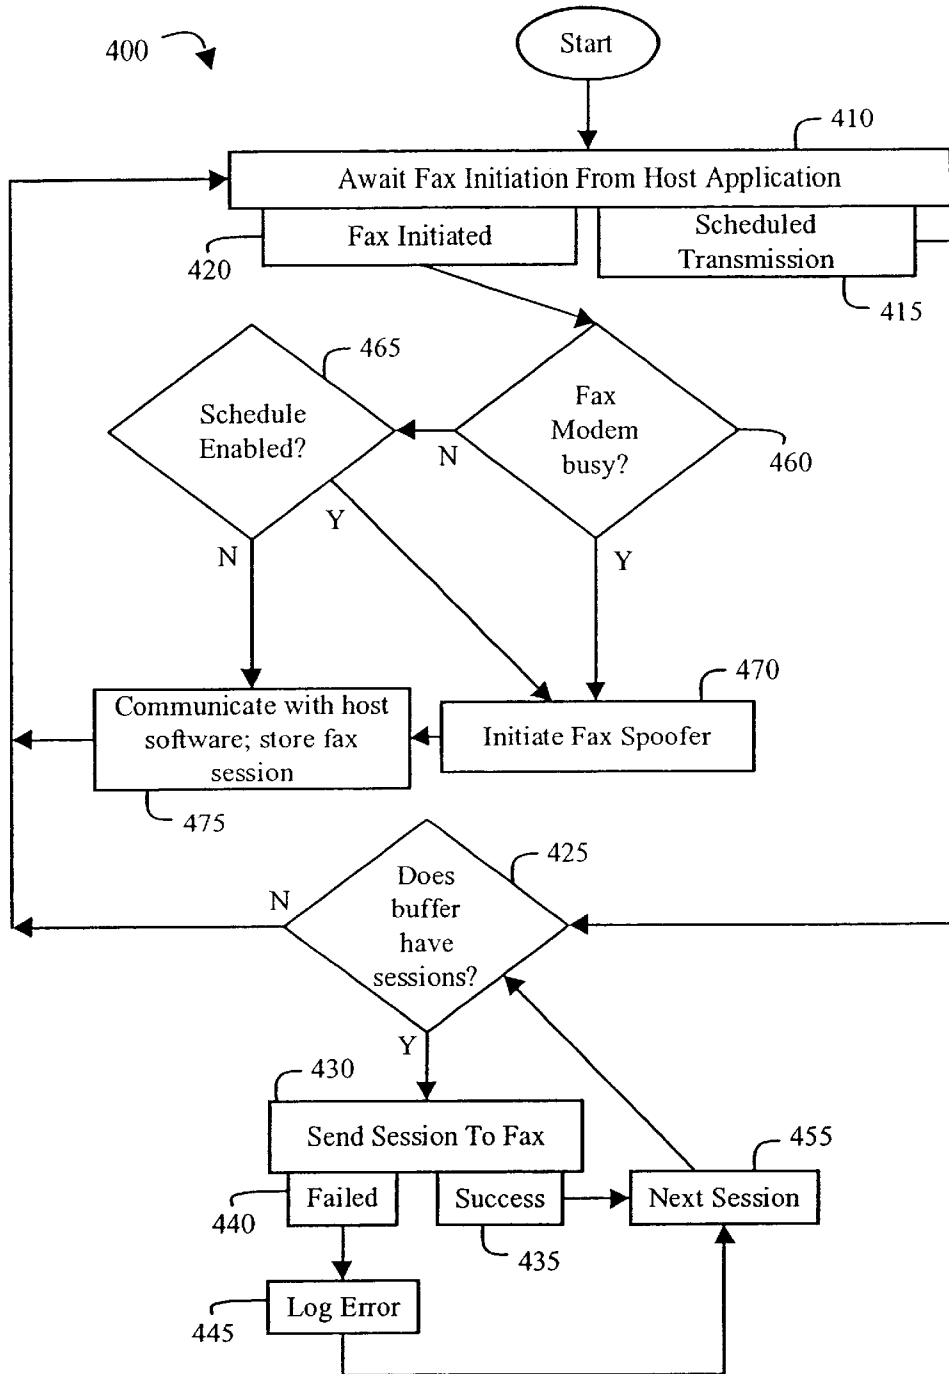 400
Start
410
Await Fax Initiation From Host Application
Fax Initiated
Scheduled
Transmission
420
415
465
Schedule
Enabled?
Fax
Modem
busy?
460
N
Y
N
Y
470
Communicate with host
software; store fax
session
Initiate Fax Spoofer
475
425
N
Does
buffer
have
sessions?
Y
430
Send Session To Fax
455
Failed
Success
Next Session
440
435
Log Error
445